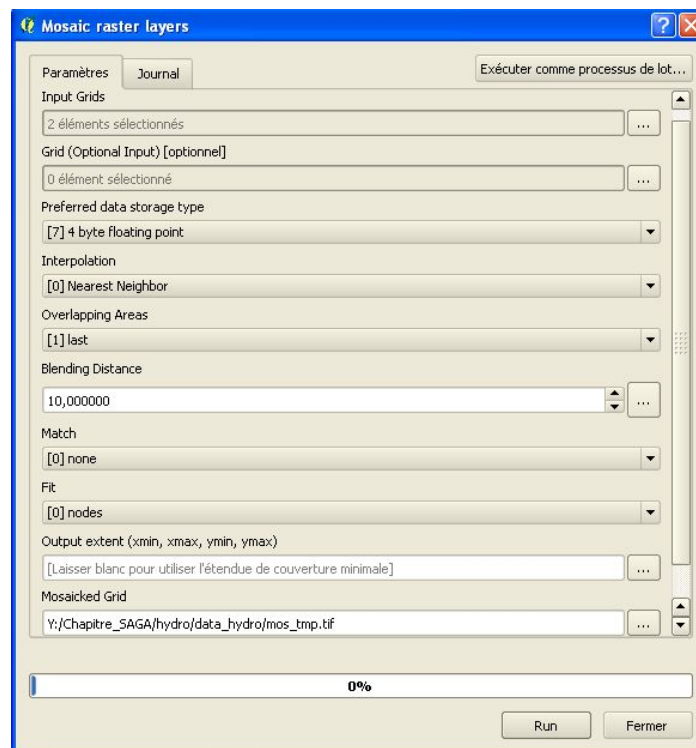 Mosaic raster layers
Paramètres
Journal
Exécuter comme processus de lot...
Input Grids
2 éléments sélectionnés
...
Grid (Optional Input) [optionnel]
0 élément sélectionné
...
Preferred data storage type
[7] 4 byte floating point
Interpolation
[0] Nearest Neighbor
Overlapping Areas
[1] last
Blending Distance
10,000000
...
Match
[0] none
Fit
[0] nodes
Output extent (xmin, xmax, ymin, ymax)
[Laisser blanc pour utiliser l'étendue de couverture minimale]
...
Mosaicked Grid
Y:/Chapitre_SAGA/hydro/data_hydro/mos_tmp.tif
...
0%
Run
Fermer